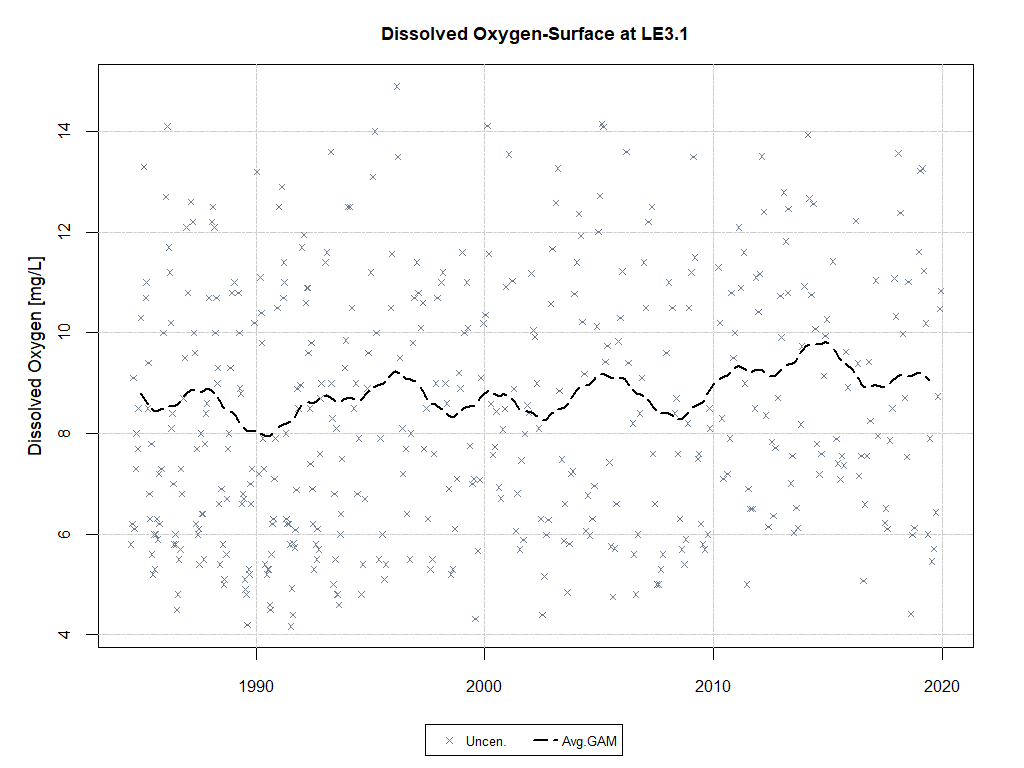 Dissolved Oxygen-Surface at LE3.1
Dissolved Oxygen [mg/L]
14
12
10
8
6
4
1990 2000 2010 2020
Uncen. Avg.GAM